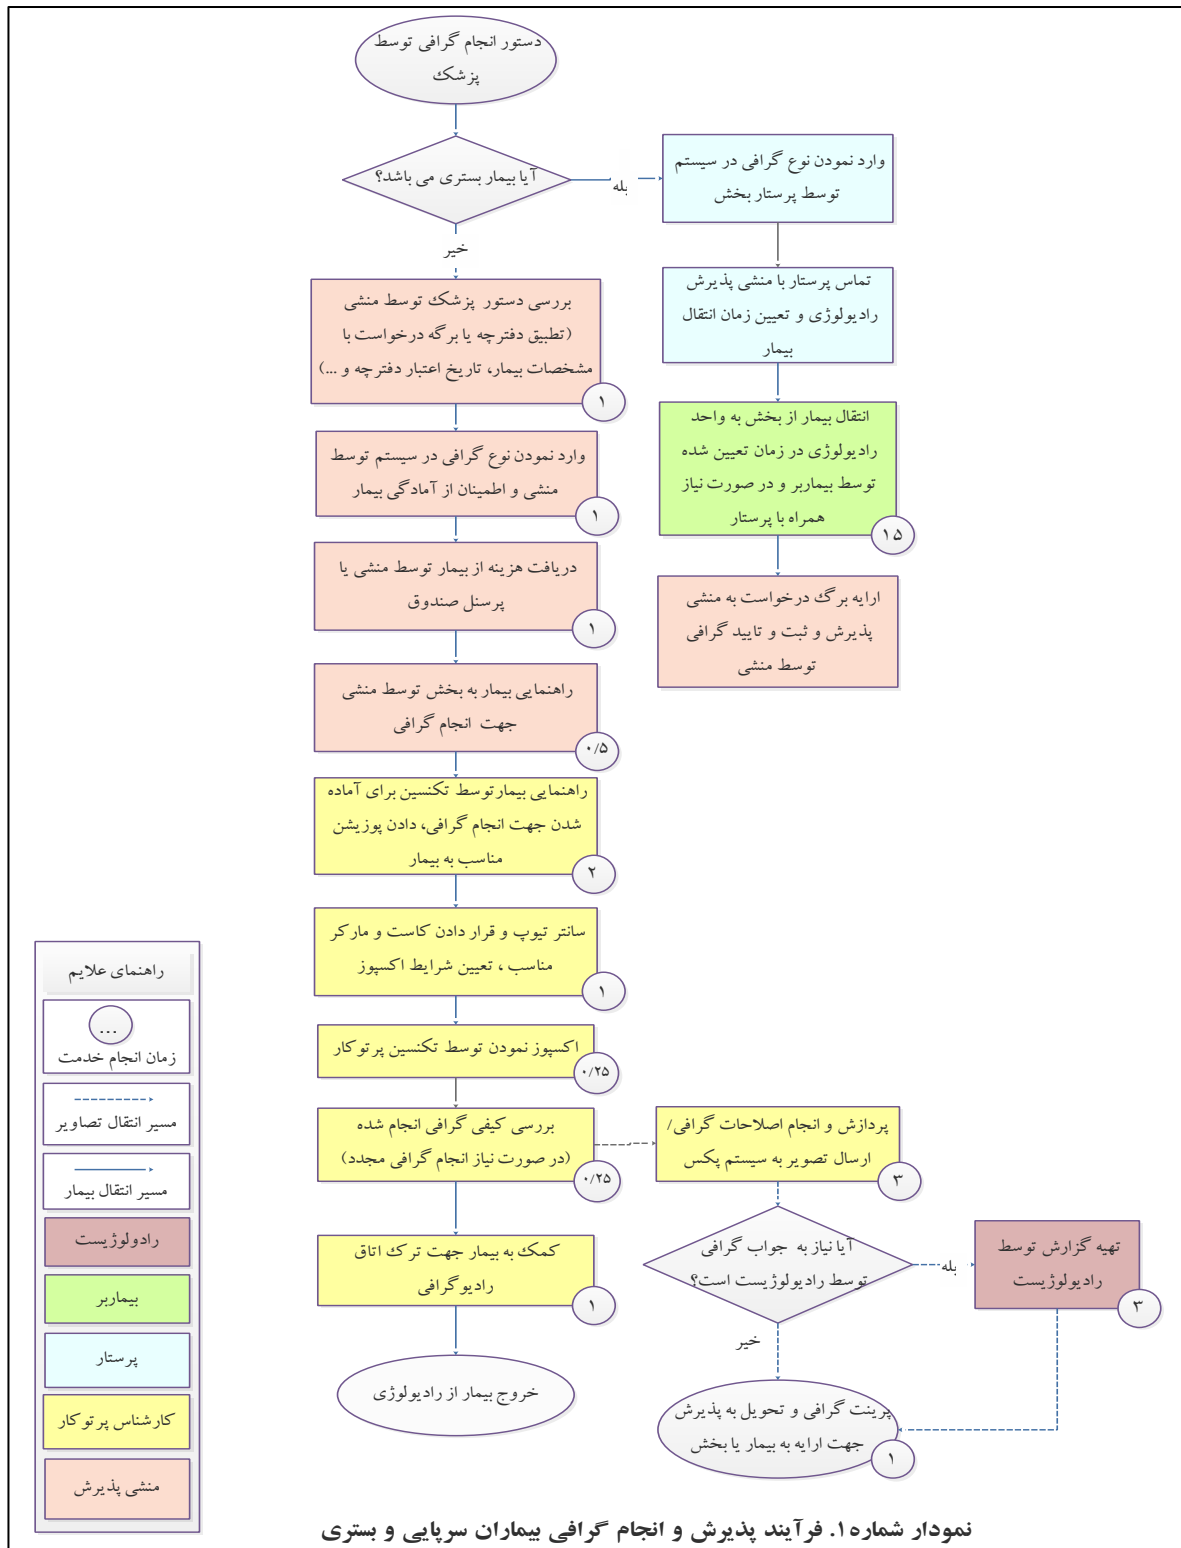 دستور انجام گرافی توسط
پزشک
آیا بیمار بستری می باشد؟
بله
خیر
وارد نمودن نوع گرافی در سیستم
توسط پرستار بخش
تماس پرستار با منشی پذیرش
رادیولوژی و تعیین زمان انتقال
بیمار
انتقال بیمار از بخش به واحد
رادیولوژی در زمان تعیین شده
توسط بیماربر و در صورت نیاز
همراه با پرستار
۱۵
ارایه برگ درخواست به منشی
پذیرش و ثبت و تایید گرافی
توسط منشی
بررسی دستور پزشک توسط منشی
(تطبیق دفترچه یا برگه درخواست با
مشخصات بیمار، تاریخ اعتبار دفترچه و ...)
۱
وارد نمودن نوع گرافی در سیستم توسط
منشی و اطمینان از آمادگی بیمار
۱
دریافت هزینه از بیمار توسط منشی یا
پرسنل صندوق
۱
راهنمایی بیمار به بخش توسط منشی
جهت انجام گرافی
۰/۵
راهنمایی بیمارتوسط تکنسین برای آماده
شدن جهت انجام گرافی، دادن پوزیشن
مناسب به بیمار
۲
سانتر تیوپ و قرار دادن کاست و مارکر
مناسب ، تعیین شرایط اکسپوز
۱
اکسپوز نمودن توسط تکنسین پرتوکار
۰/۲۵
بررسی کیفی گرافی انجام شده
(در صورت نیاز انجام گرافی مجدد)
۰/۲۵
کمک به بیمار جهت ترک اتاق
رادیوگرافی
۱
خروج بیمار از رادیولوژی
پردازش و انجام اصلاحات گرافی/
ارسال تصویر به سیستم پکس
۳
آیا نیاز به جواب گرافی
توسط رادیولوژیست است؟
بله
خیر
تهیه گزارش توسط
رادیولوژیست
۳
پرینت گرافی و تحویل به پذیرش
جهت ارایه به بیمار یا بخش
۱
راهنمای علایم
...
زمان انجام خدمت
مسیر انتقال تصاویر
مسیر انتقال بیمار
رادولوژیست
بیماربر
پرستار
کارشناس پرتوکار
منشی پذیرش
نمودار شماره۱. فرآیند پذیرش و انجام گرافی بیماران سرپایی و بستری